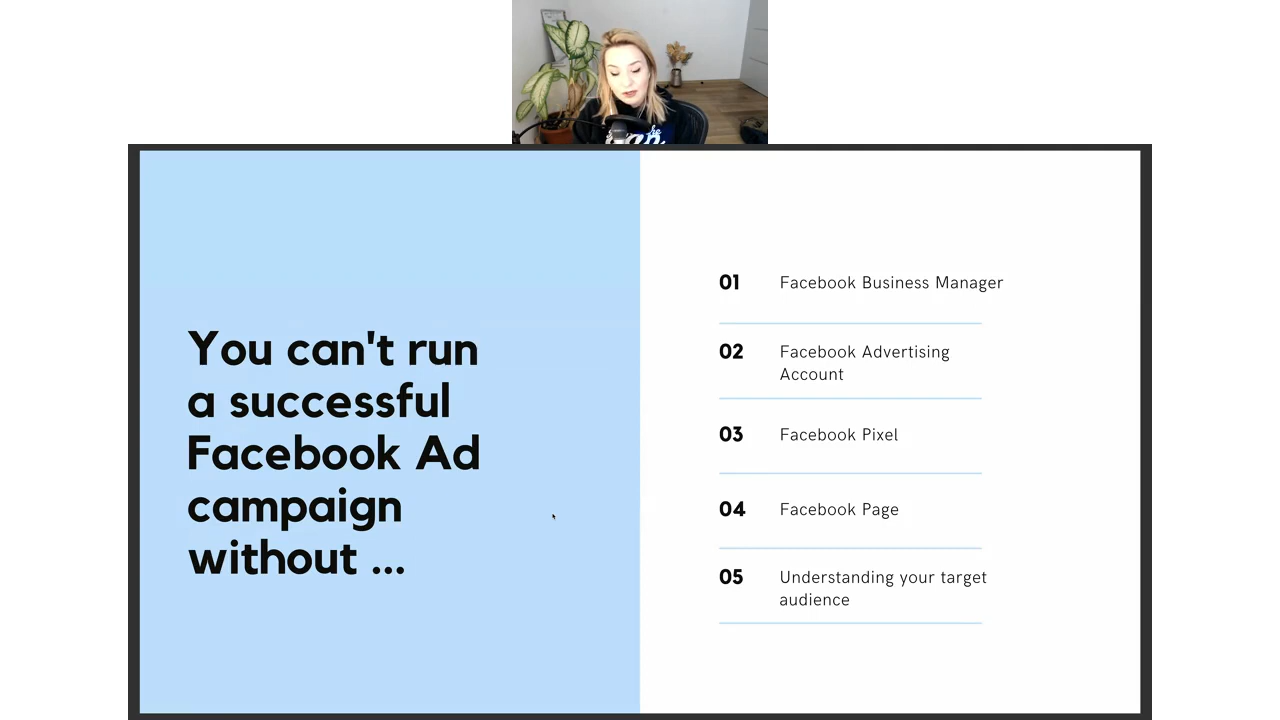 You can't run
a successful
Facebook Ad
campaign
without ...
01 Facebook Business Manager
02 Facebook Advertising
Account
03 Facebook Pixel
04 Facebook Page
05 Understanding your target
audience